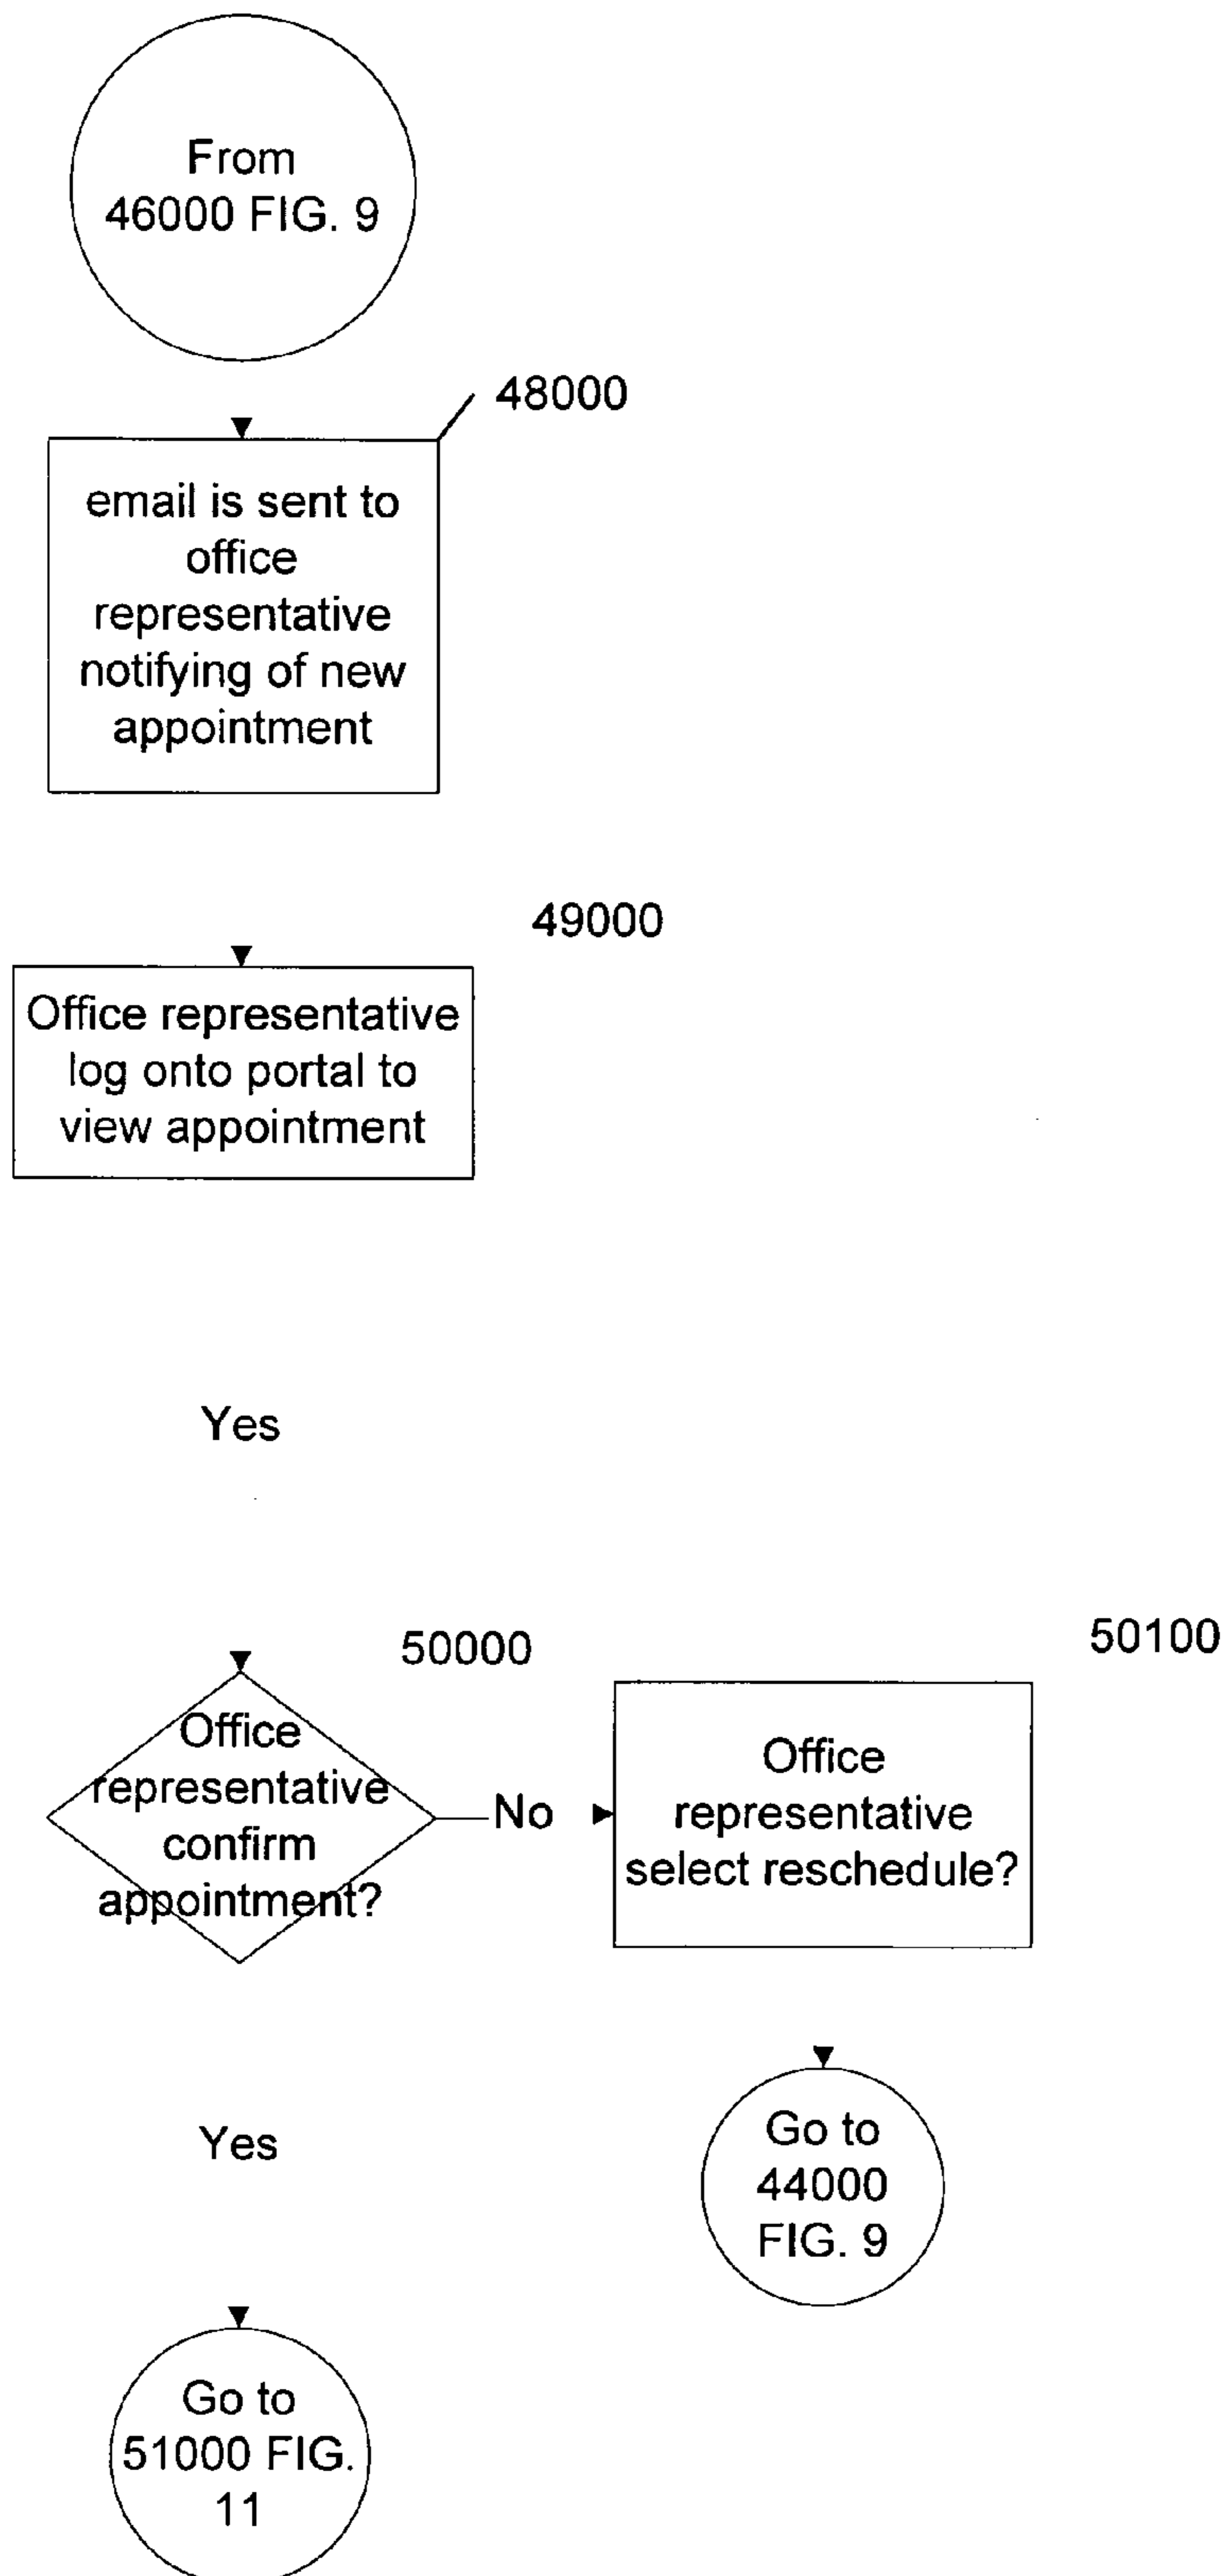 From
46000 FIG. 9
48000
email is sent to
office
representative
notifying of new
appointment
49000
Office representative
log onto portal to
view appointment
Yes
50000
Office
representative
confirm
appointment?
No
50100
Office
representative
select reschedule?
Yes
Go to
44000
FIG. 9
Go to
51000 FIG.
11